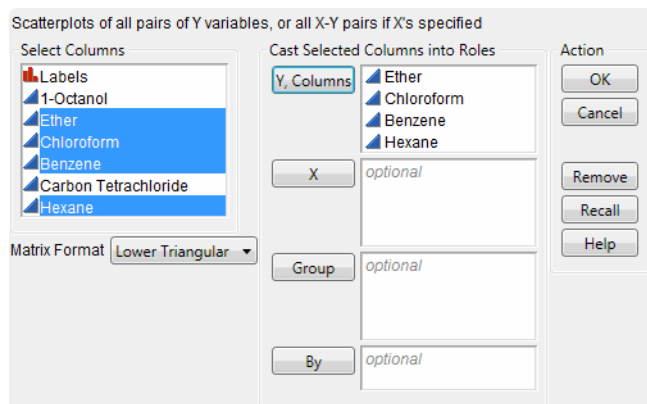 Scatterplots of all pairs of Y variables, or all X-Y pairs if X's specified
Select Columns
Labels
1-Octanol
Ether
Chloroform
Benzene
Carbon Tetrachloride
Hexane
Matrix Format Lower Triangular
Cast Selected Columns into Roles
Y, Columns
Ether
Chloroform
Benzene
Hexane
X optional
Group optional
By optional
Action
OK
Cancel
Remove
Recall
Help